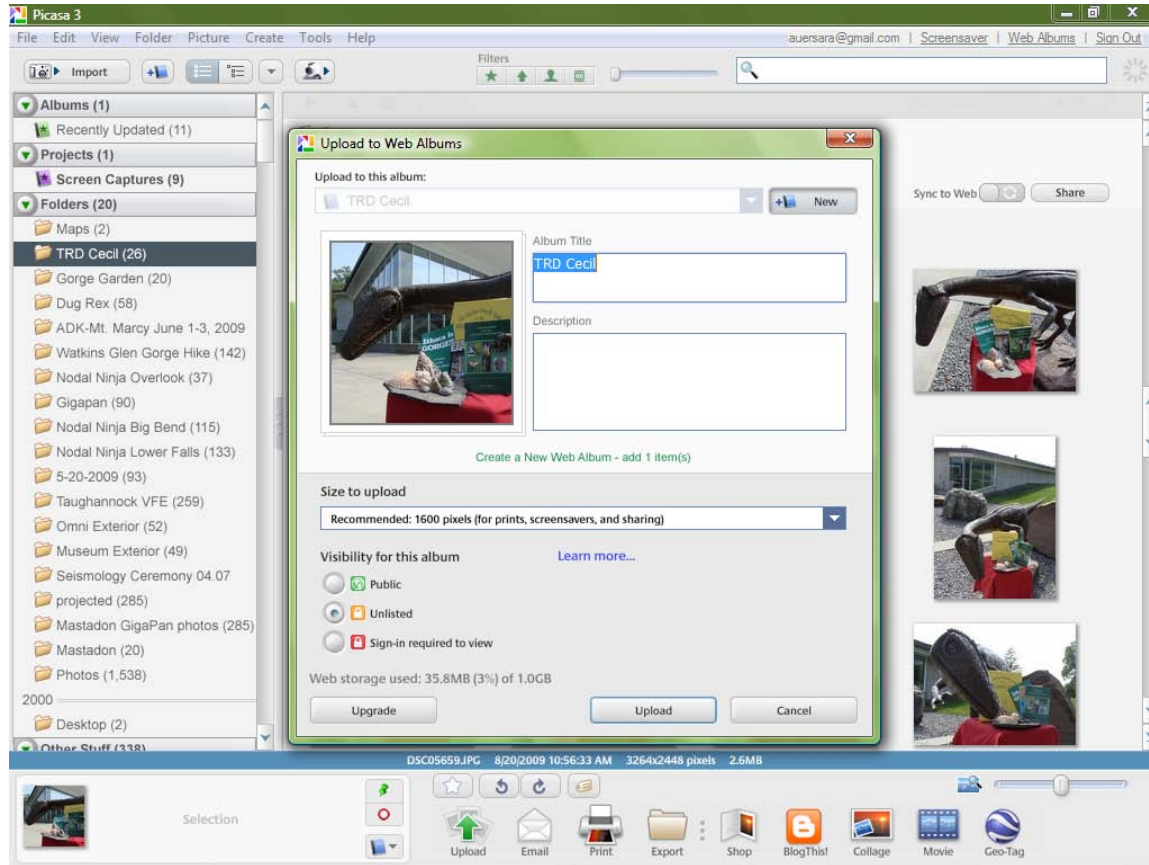 Picasa 3
File Edit View Folder Picture Create Tools Help
auersara@gmail.com | Screensaver | Web Albums | Sign Out
Import
Filters
Albums (1)
Recently Updated (11)
Projects (1)
Screen Captures (9)
Folders (20)
Maps (2)
TRD Cecil (26)
Gorge Garden (20)
Dug Rex (58)
ADK-Mt. Marcy June 1-3, 2009
Watkins Glen Gorge Hike (142)
Nodal Ninja Overlook (37)
Gigapan (90)
Nodal Ninja Big Bend (115)
Nodal Ninja Lower Falls (133)
5-20-2009 (93)
Taughannock VFE (259)
Omni Exterior (52)
Museum Exterior (49)
Seismology Ceremony 04.07
projected (285)
Mastadon GigaPan photos (285)
Mastadon (20)
Photos (1,538)
2000
Desktop (2)
Other Stuff (338)
Upload to Web Albums
Upload to this album:
TRD Cecil
New
Album Title
TRD Cecil
Description
Ithaca is
GORGES
Create a New Web Album - add 1 item(s)
Size to upload
Recommended: 1600 pixels (for prints, screensavers, and sharing)
Visibility for this album
Learn more...
Public
Unlisted
Sign-in required to view
Web storage used: 35.8MB (3%) of 1.0GB
Upgrade
Upload
Cancel
Sync to Web
Share
DSC05659.JPG 8/20/2009 10:56:33 AM 3264x2448 pixels 2.6MB
Selection
Upload
Email
Print
Export
Shop
BlogThis!
Collage
Movie
Geo-Tag